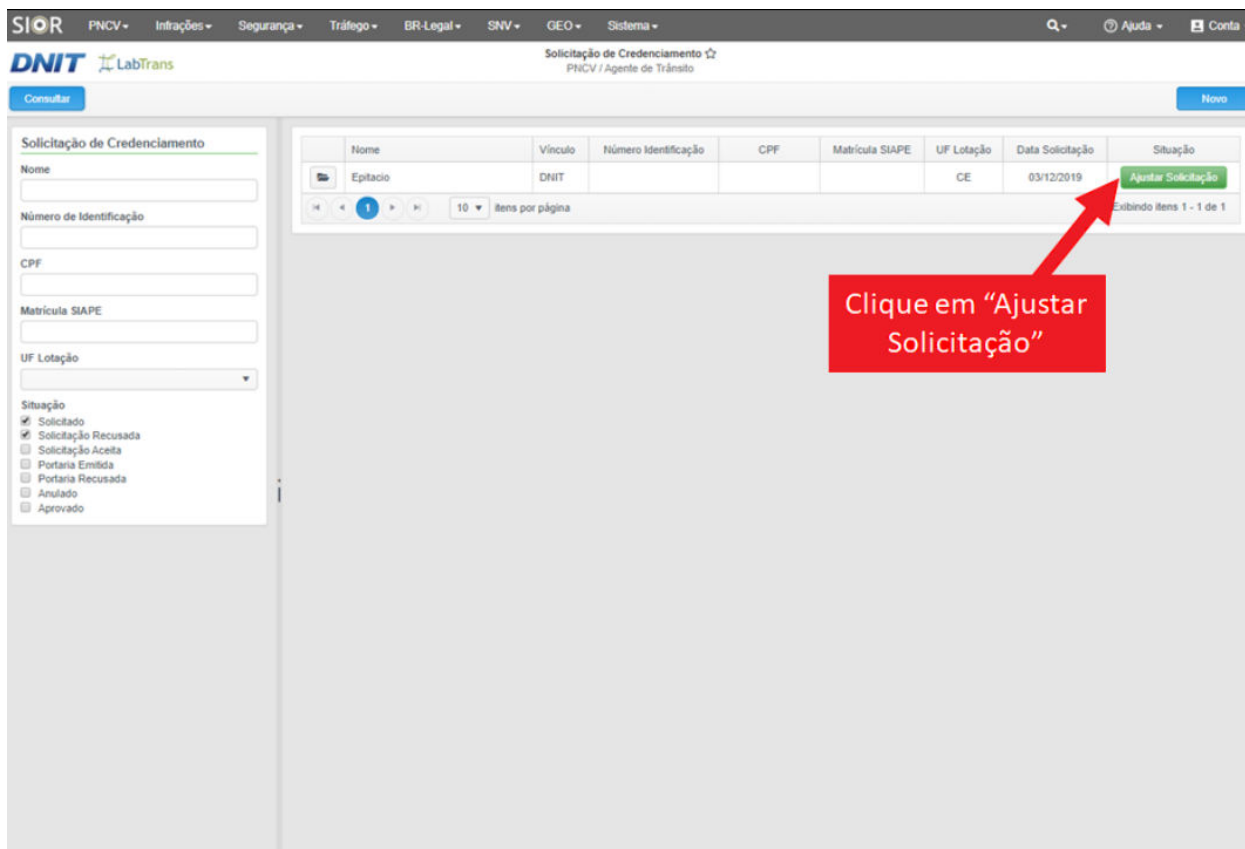 SIOR PNCV Infrações Segurança Tráfego BR-Legal SNV GEO Sistema Ajuda Conta
DNIT LabTrans
Solicitação de Credenciamento
PNCV / Agente de Trânsito
Consultar
Novo
Solicitação de Credenciamento
Nome
Número de Identificação
CPF
Matrícula SIAPE
UF Lotação
Situação
Solicitado
Solicitação Recusada
Solicitação Aceita
Portaria Emitida
Portaria Recusada
Anulado
Aprovado
Nome Vínculo Número Identificação CPF Matrícula SIAPE UF Lotação Data Solicitação Situação
Epitacio DNIT CE 03/12/2019 Ajustar Solicitação
1 10 itens por página Exibindo itens 1 - 1 de 1
Clique em “Ajustar
Solicitação”